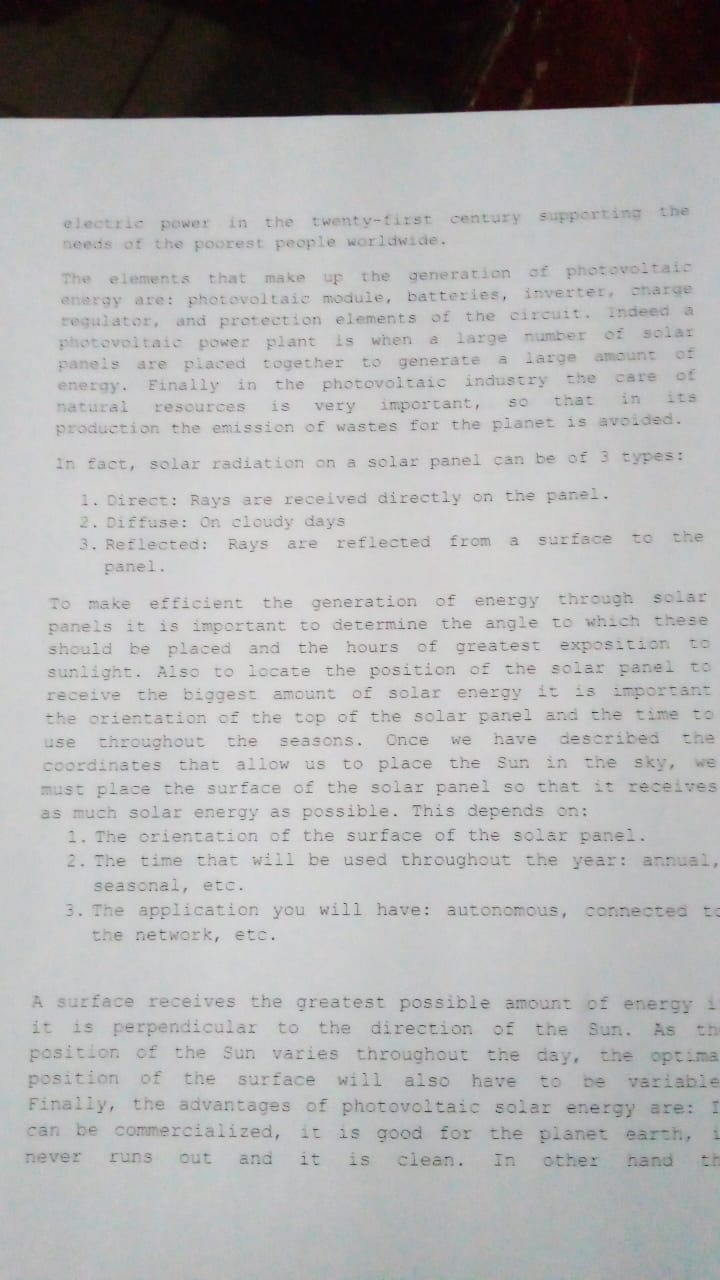 electric power in the twenty-first century supporting the
needs of the poorest people worldwide.
The elements that make up the generation of photovoltaic
energy are: photovoltaic module, batteries, inverter, charge
regulator, and protection elements of the circuit. Indeed a
photovoltaic power plant is when a large number of solar
panels are placed together to generate a large amount of
energy. Finally in the photovoltaic industry the care of
natural resources is very important, so that in its
production the emission of wastes for the planet is avoided.
In fact, solar radiation on a solar panel can be of 3 types:
1. Direct: Rays are received directly on the panel.
2. Diffuse: On cloudy days
3. Reflected: Rays are reflected from a surface to the
panel.
To make efficient the generation of energy through solar
panels it is important to determine the angle to which these
should be placed and the hours of greatest exposition to
sunlight. Also to locate the position of the solar panel to
receive the biggest amount of solar energy it is important
the orientation of the top of the solar panel and the time to
use throughout the seasons. Once we have described the
coordinates that allow us to place the Sun in the sky, we
must place the surface of the solar panel so that it receives
as much solar energy as possible. This depends on:
1. The orientation of the surface of the solar panel.
2. The time that will be used throughout the year: annual,
seasonal, etc.
3. The application you will have: autonomous, connected to
the network, etc.
A surface receives the greatest possible amount of energy
it is perpendicular to the direction of the Sun. As
position of the Sun varies throughout the day, the
position of the surface will also have to be variable
Finally, the advantages of photovoltaic solar energy are:
can be commercialized, it is good for the planet earth,
never runs out and it is clean. In other hand